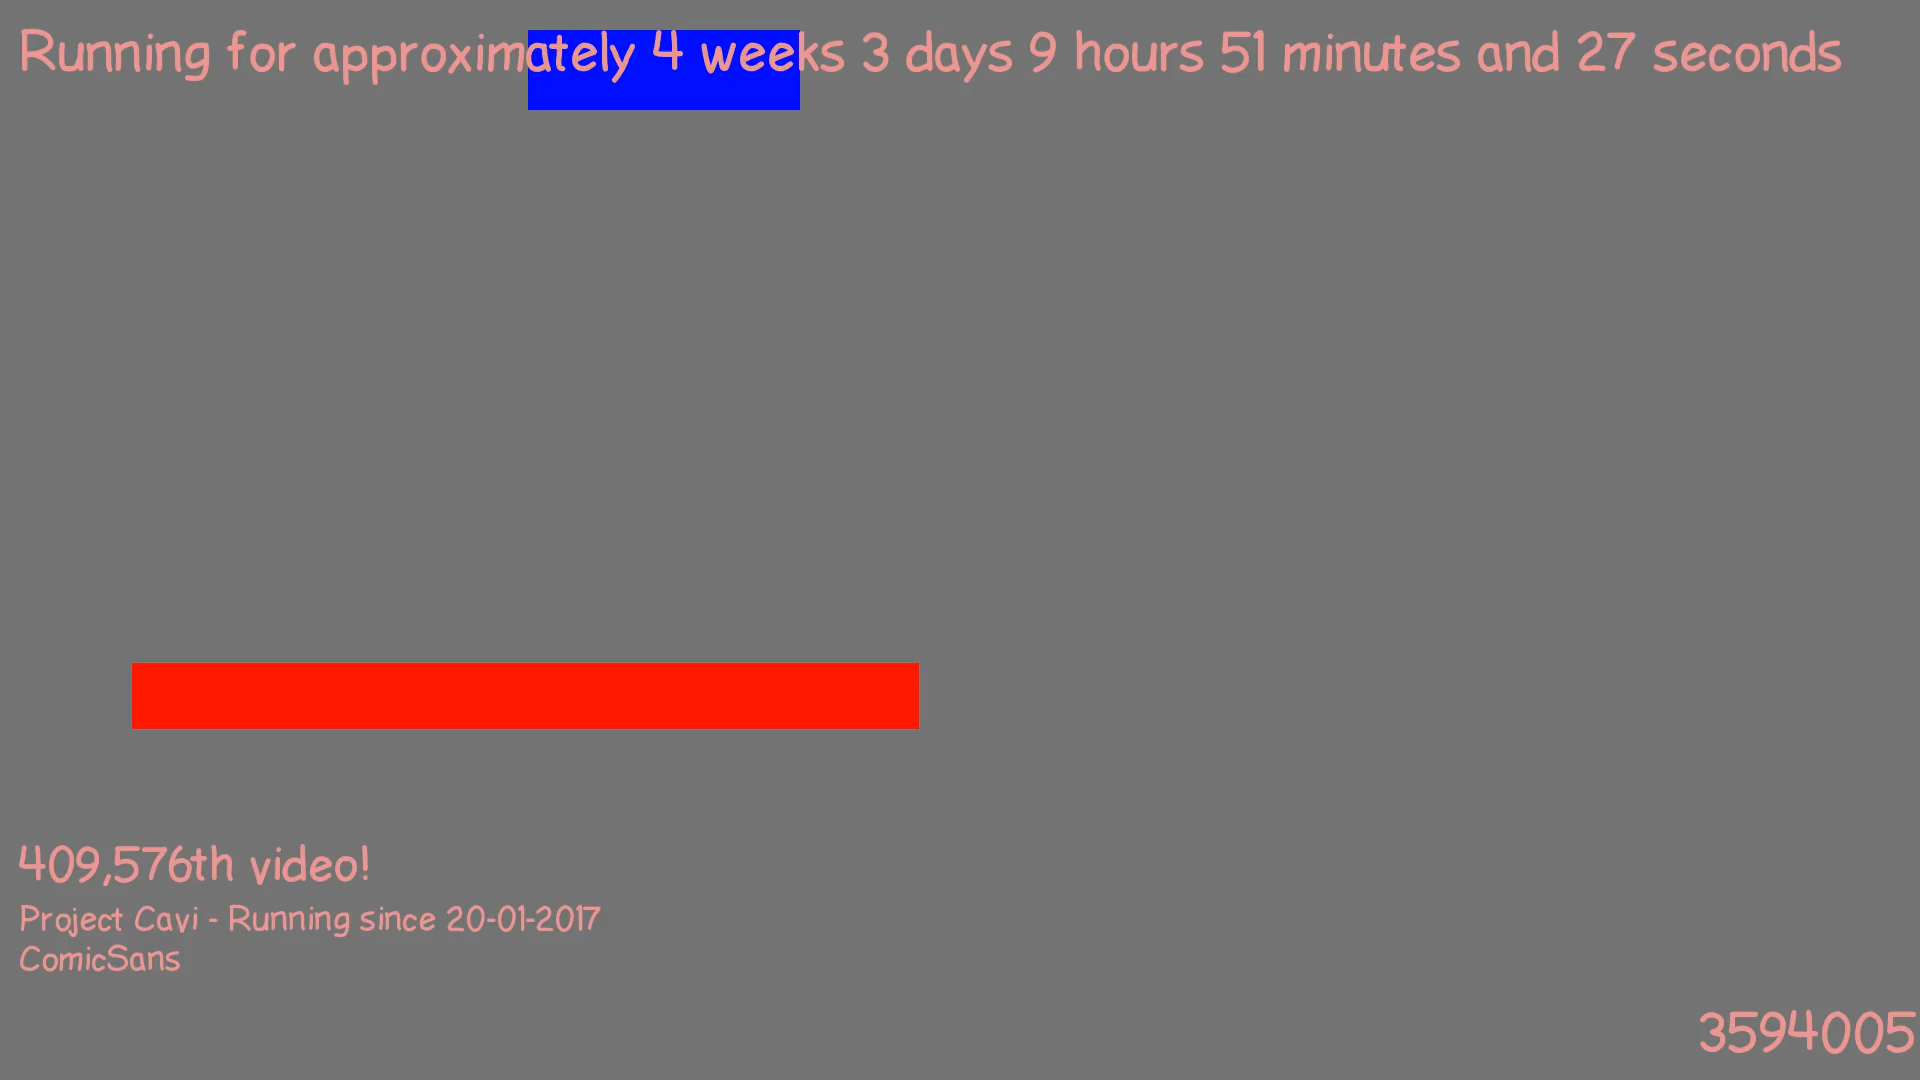 Running for approximately 4 weeks 3 days 9 hours 51 minutes and 27 seconds
409,576th video!
Project Cavi - Running since 20-01-2017
ComicSans
3594005